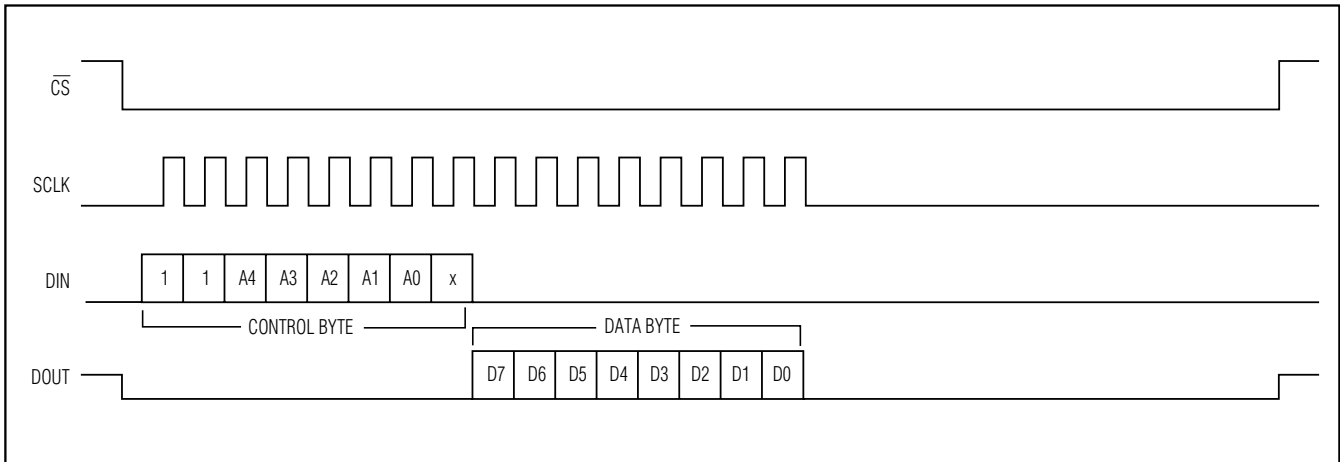 C̅S̅
SCLK
DIN 1 1 A4 A3 A2 A1 A0 x
CONTROL BYTE DATA BYTE
DOUT D7 D6 D5 D4 D3 D2 D1 D0